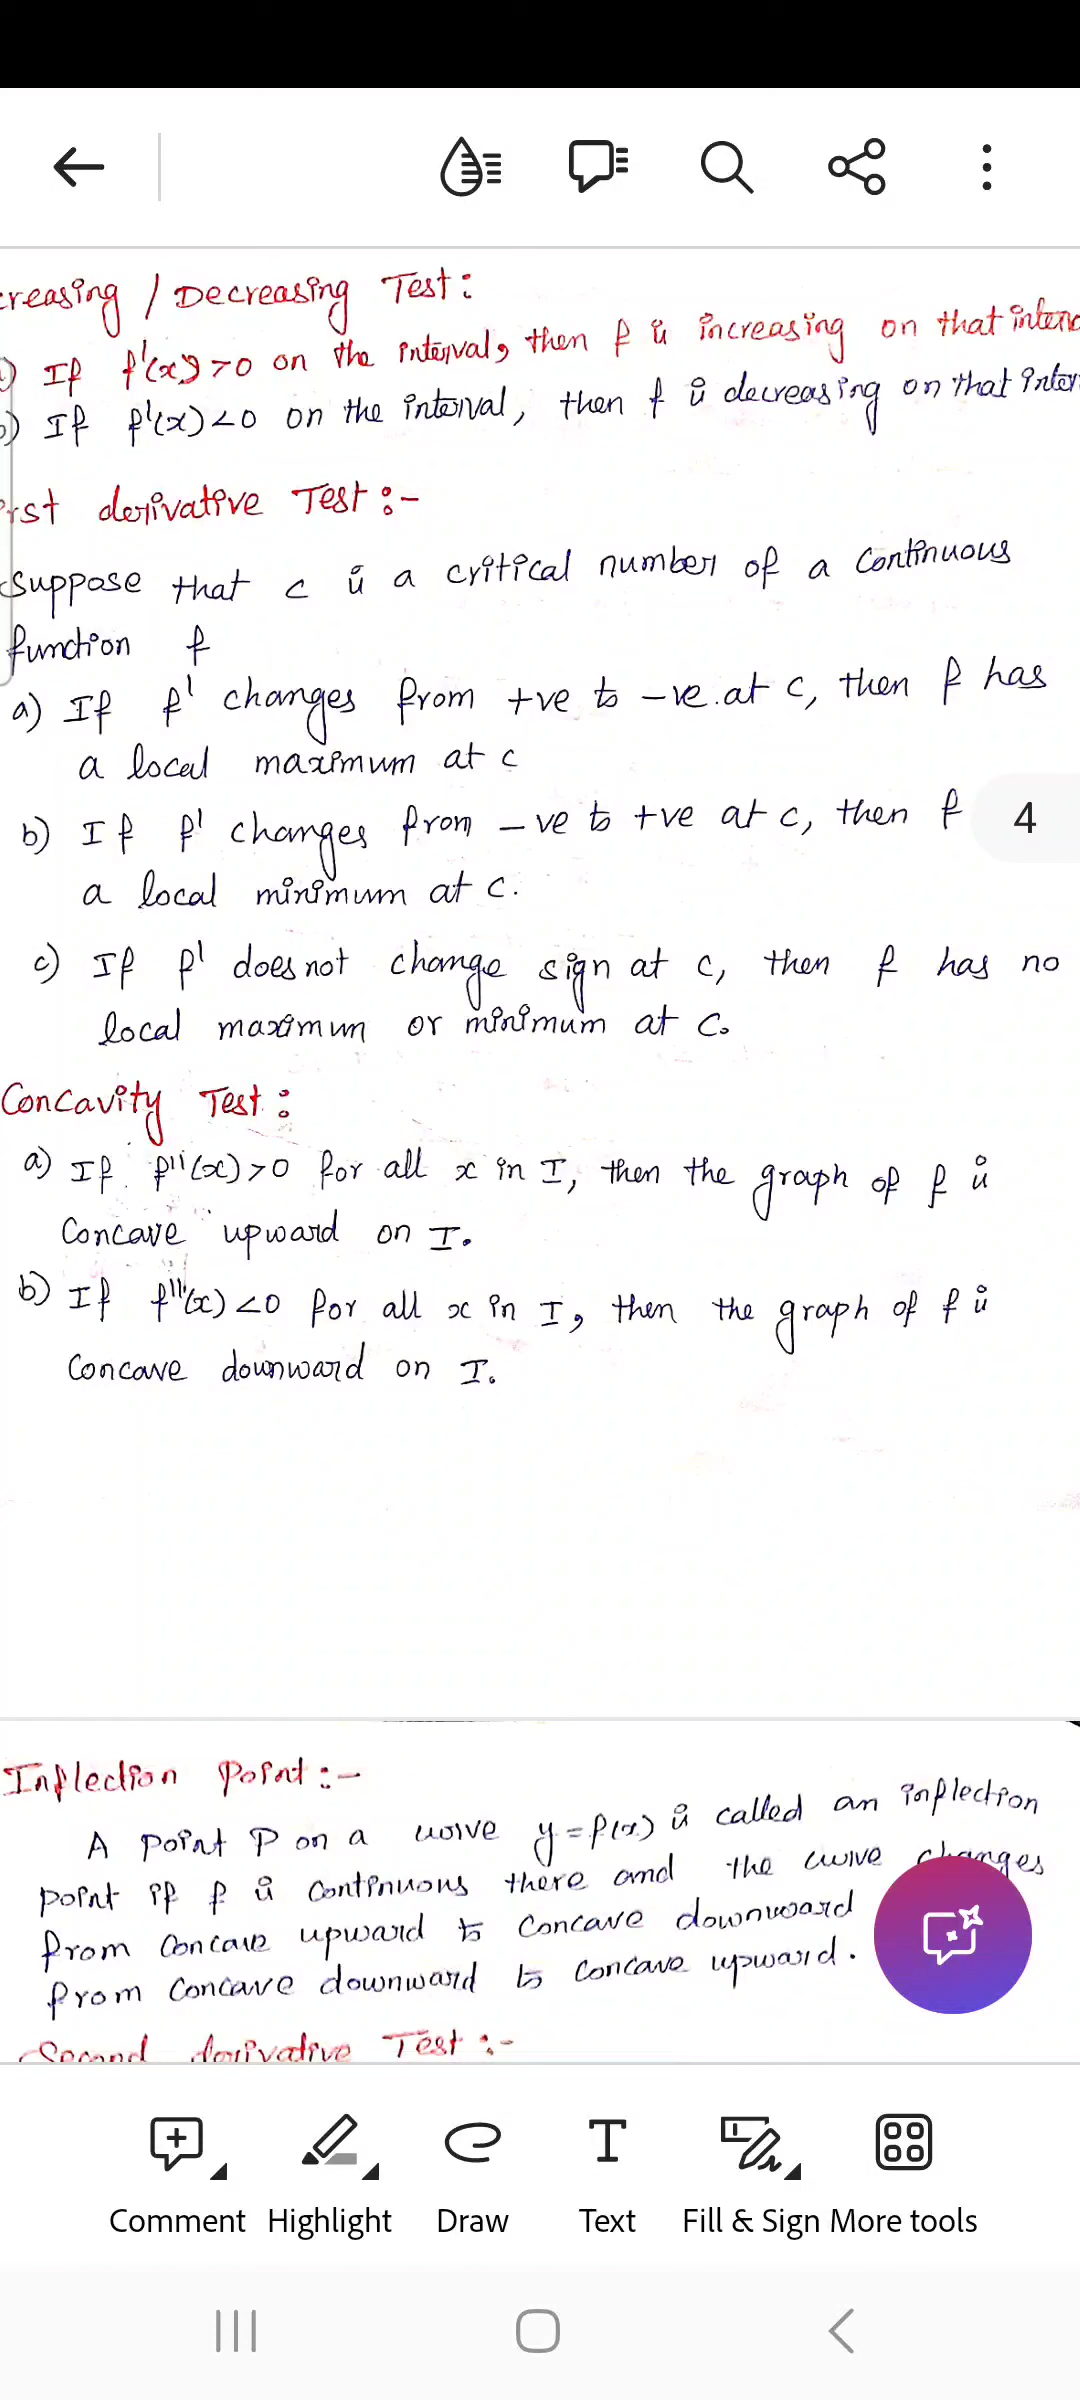 creasing / Decreasing Test:
) If f'(x) >0 on the interval, then f is increasing on that interv
) If f'(x) <0 on the interval, then f is decreasing on that inter
rst derivative Test :-
Suppose that c is a critical number of a continuous
function f
a) If f' changes from +ve to -ve at c, then f has
a local maximum at c
b) If f' changes from -ve to +ve at c, then f
4
a local minimum at c.
c) If f' does not change sign at c, then f has no
local maximum or minimum at c.
Concavity Test:
a) If f''(x) >0 for all x in I, then the graph of f is
Concave upward on I.
b) If f''(x) <0 for all x in I, then the graph of f is
Concave downward on I.
Inflection Point :-
A point P on a curve y = f(x) is called an inflection
point if f is continuous there and the curve changes
from Concave upward to Concave downward
from Concave downward to Concave upward.
Second derivative Test :-
Comment Highlight Draw Text Fill & Sign More tools